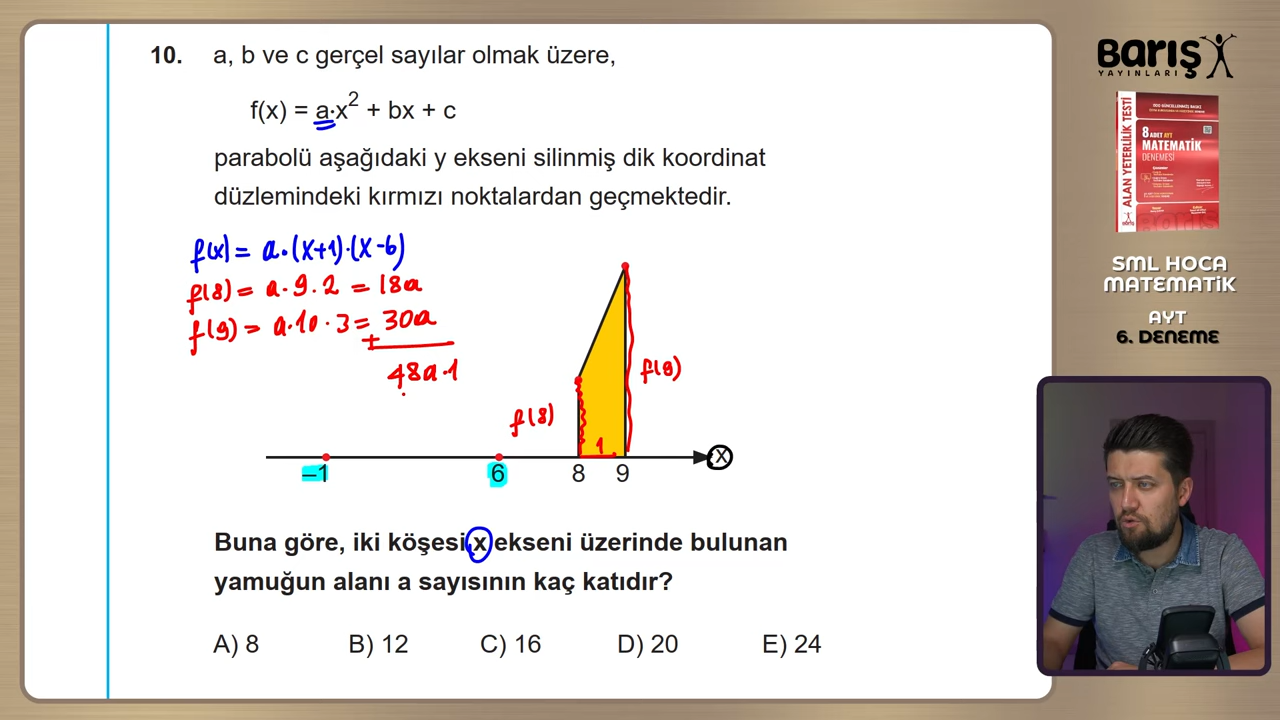 10. a, b ve c gerçel sayılar olmak üzere,
f(x) = a·x² + bx + c
parabolü aşağıdaki y ekseni silinmiş dik koordinat
düzlemindeki kırmızı noktalardan geçmektedir.
f(x) = a·(x+1)·(x-6)
f(8) = a·9·2 = 18a
f(9) = a·10·3 = 30a
+
48a·1
f(8)
f(9)
1
–1
6
8
9
x
Buna göre, iki köşesi x ekseni üzerinde bulunan
yamuğun alanı a sayısının kaç katıdır?
A) 8 B) 12 C) 16 D) 20 E) 24
Barış
YAYINLARI
ALAN YETERLİLİK TESTİ
8 ADET AYT
MATEMATİK
DENEMESİ
SML HOCA
MATEMATİK
AYT
6. DENEME